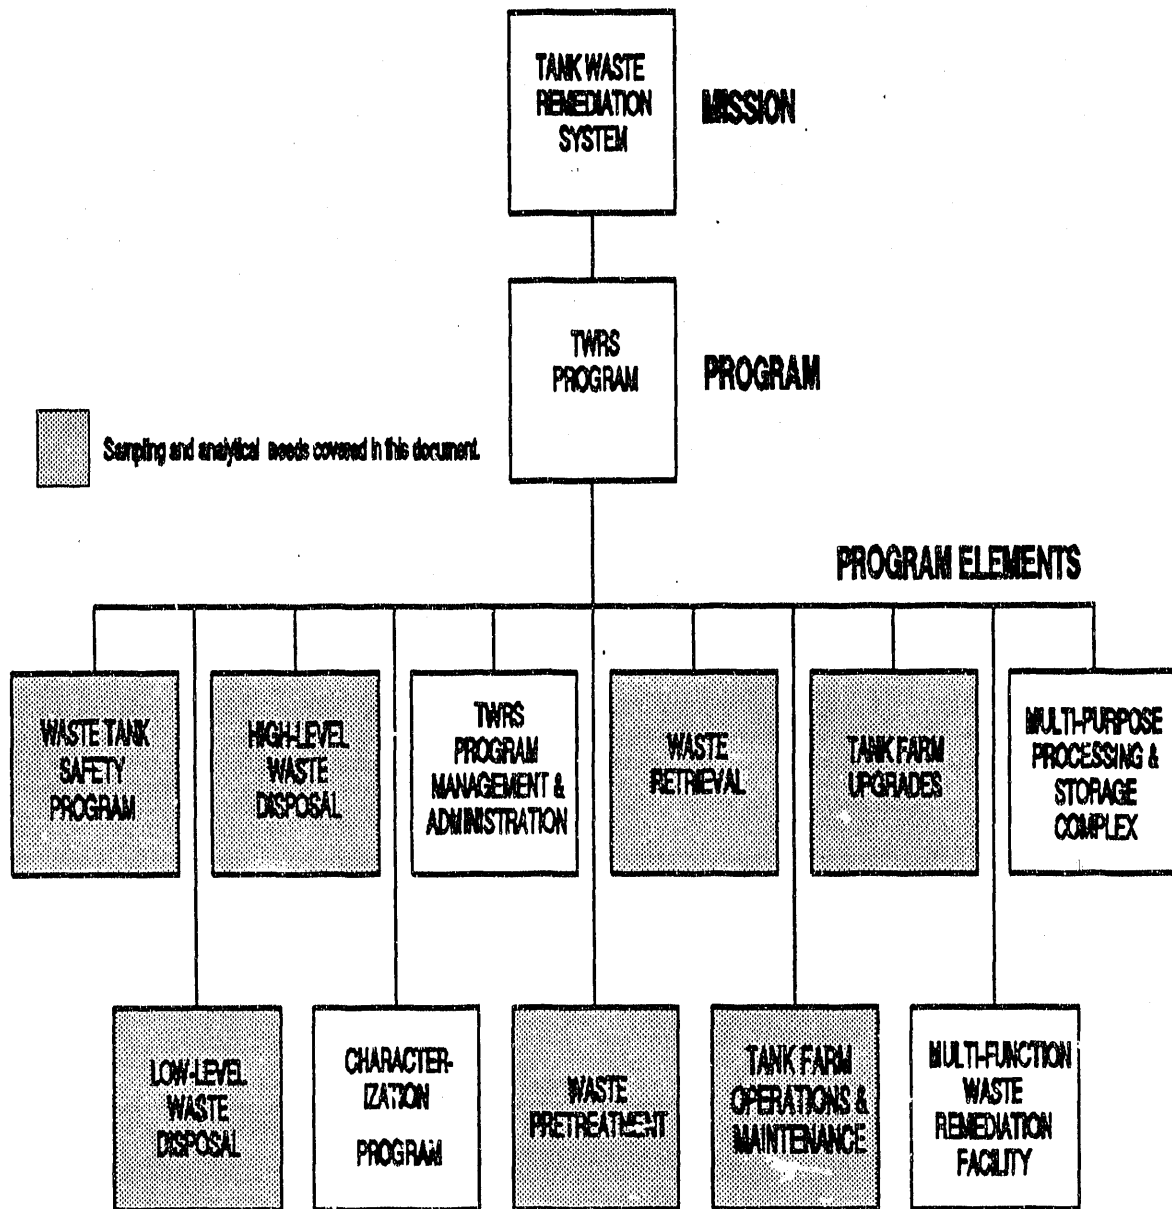 TANK WASTE
REMEDIATION
SYSTEM
MISSION
TWRS
PROGRAM
PROGRAM
Sampling and analytical needs covered in this document.
PROGRAM ELEMENTS
WASTE TANK
SAFETY
PROGRAM
HIGH-LEVEL
WASTE
DISPOSAL
TWRS
PROGRAM
MANAGEMENT &
ADMINISTRATION
WASTE
RETRIEVAL
TANK FARM
UPGRADES
MULTI-PURPOSE
PROCESSING &
STORAGE
COMPLEX
LOW-LEVEL
WASTE
DISPOSAL
CHARACTER-
IZATION
PROGRAM
WASTE
PRETREATMENT
TANK FARM
OPERATIONS &
MAINTENANCE
MULTI-FUNCTION
WASTE
REMEDIATION
FACILITY